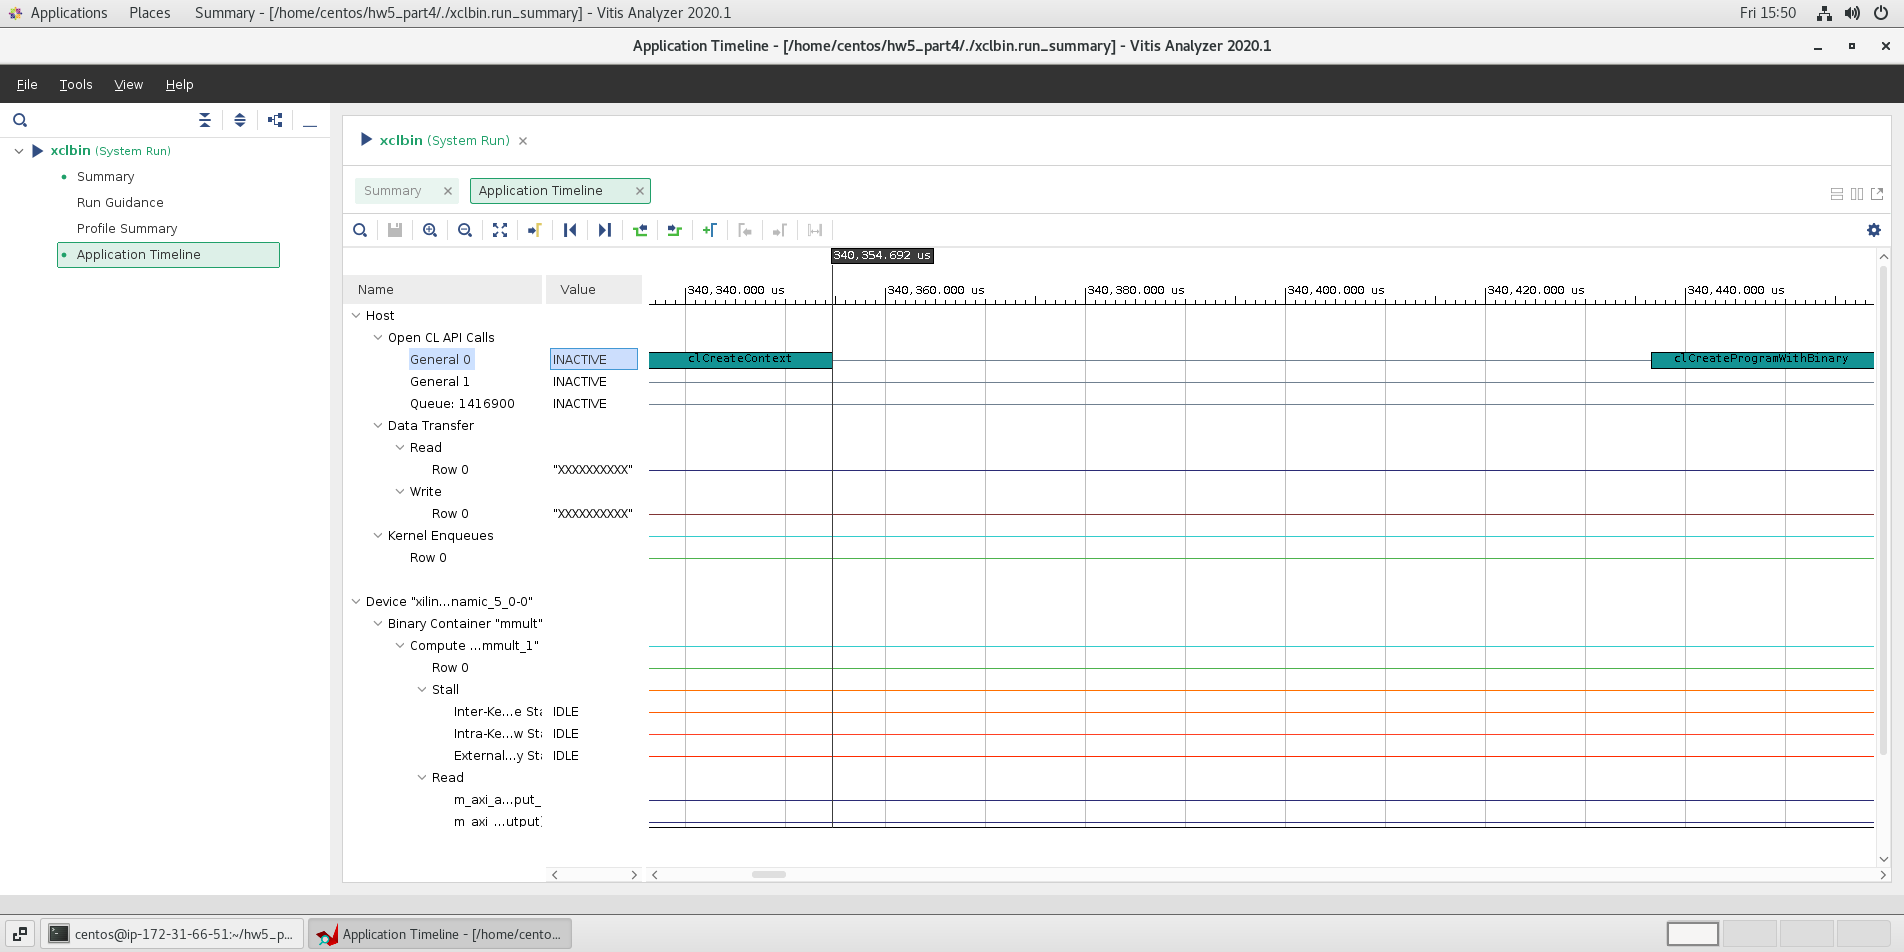 Applications Places Summary - [/home/centos/hw5_part4/./xclbin.run_summary] - Vitis Analyzer 2020.1 Fri 15:50
Application Timeline - [/home/centos/hw5_part4/./xclbin.run_summary] - Vitis Analyzer 2020.1
File Tools View Help
xclbin (System Run)
Summary
Run Guidance
Profile Summary
Application Timeline
xclbin (System Run)
Summary Application Timeline
340,354.692 us
Name Value
340,340.000 us 340,360.000 us 340,380.000 us 340,400.000 us 340,420.000 us 340,440.000 us
Host
Open CL API Calls
General 0 INACTIVE clCreateContext clCreateProgramWithBinary
General 1 INACTIVE
Queue: 1416900 INACTIVE
Data Transfer
Read
Row 0 "XXXXXXXXXX"
Write
Row 0 "XXXXXXXXXX"
Kernel Enqueues
Row 0
Device "xilin...namic_5_0-0"
Binary Container "mmult"
Compute ...mmult_1"
Row 0
Stall
Inter-Ke...e Sta IDLE
Intra-Ke...w Sta IDLE
External...y Sta IDLE
Read
m_axi_a...put_
m_axi_...utput)
centos@ip-172-31-66-51:~/hw5_p... Application Timeline - [/home/cento...